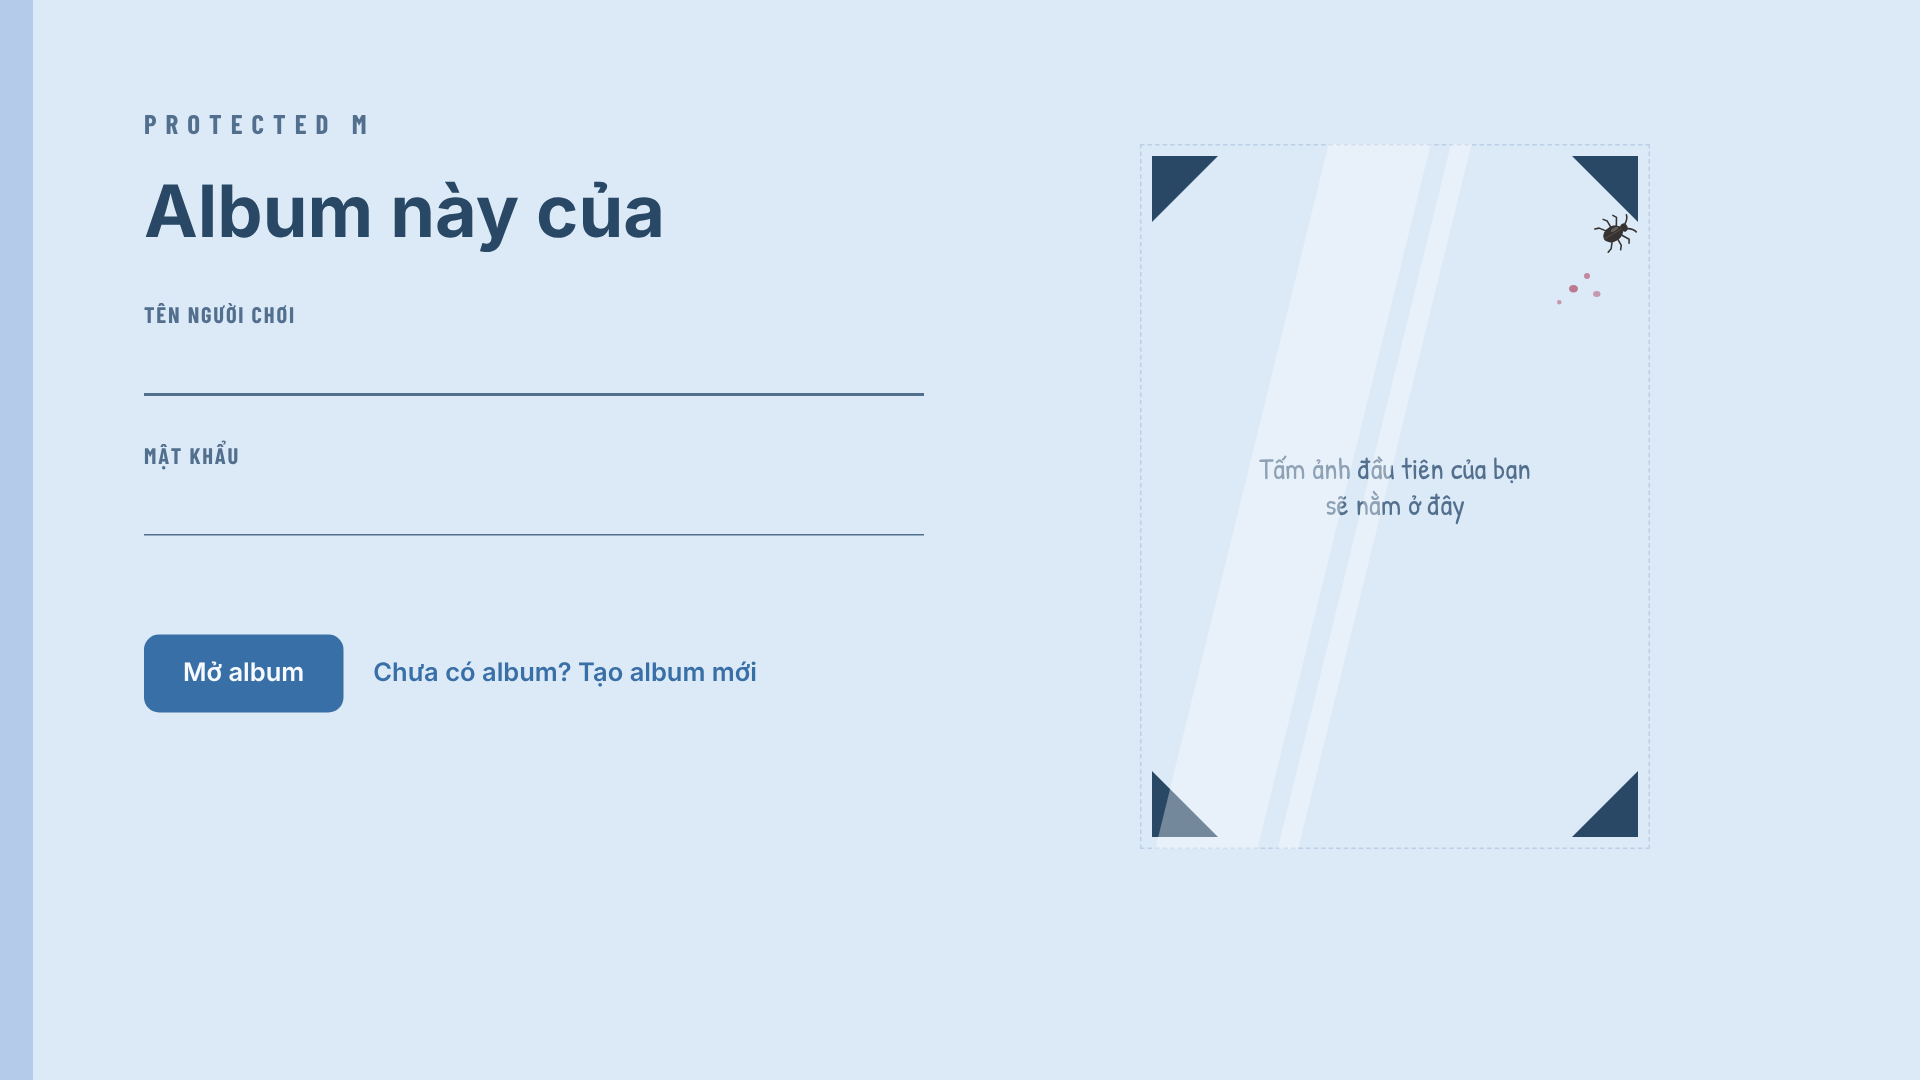 PROTECTED M
Album này của
TÊN NGƯỜI CHƠI
MẬT KHẨU
Mở album
Chưa có album? Tạo album mới
Tấm ảnh đầu tiên của bạn
sẽ nằm ở đây